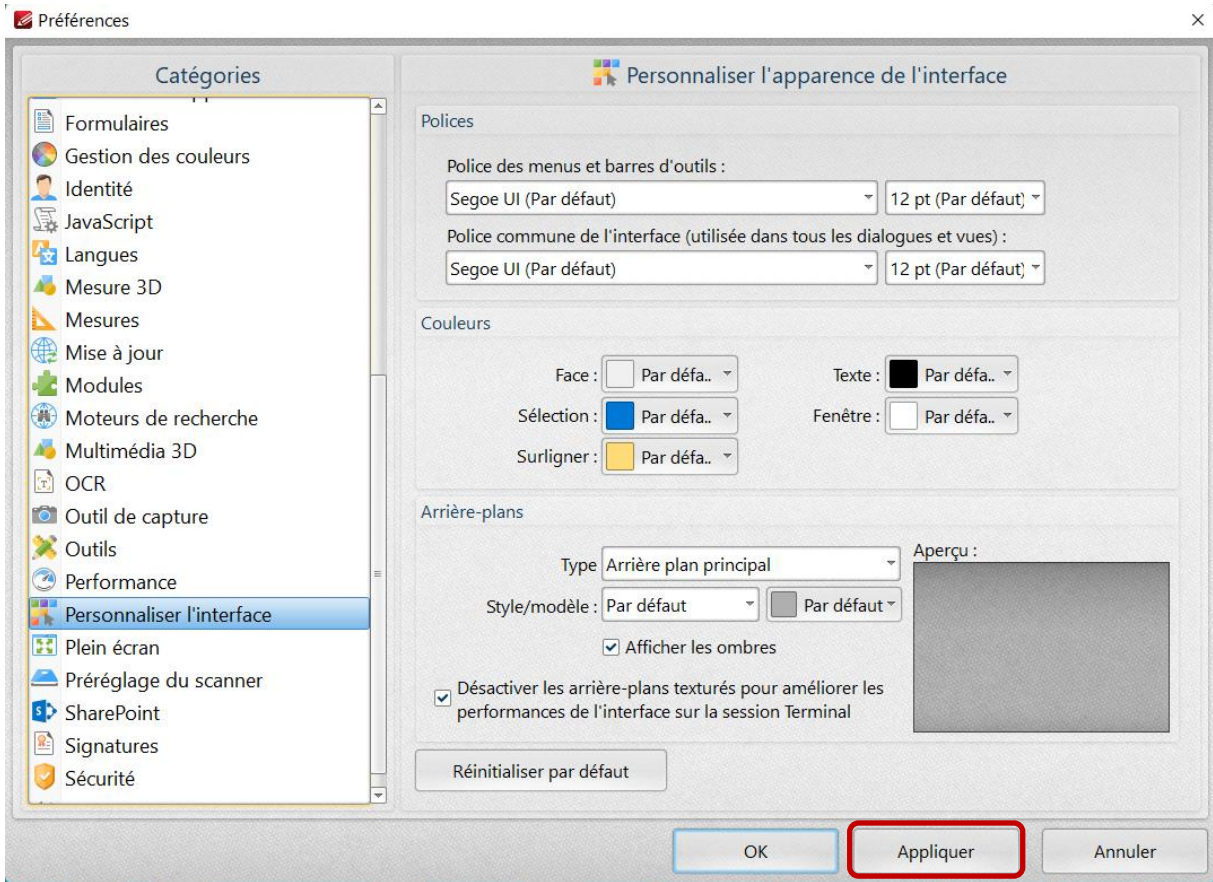 Préférences
Catégories
Formulaires
Gestion des couleurs
Identité
JavaScript
Langues
Mesure 3D
Mesures
Mise à jour
Modules
Moteurs de recherche
Multimédia 3D
OCR
Outil de capture
Outils
Performance
Personnaliser l'interface
Plein écran
Préréglage du scanner
SharePoint
Signatures
Sécurité
Personnaliser l'apparence de l'interface
Polices
Police des menus et barres d'outils :
Segoe UI (Par défaut) 12 pt (Par défaut)
Police commune de l'interface (utilisée dans tous les dialogues et vues) :
Segoe UI (Par défaut) 12 pt (Par défaut)
Couleurs
Face : Par défa.. Texte : Par défa..
Sélection : Par défa.. Fenêtre : Par défa..
Surligner : Par défa..
Arrière-plans
Type Arrière plan principal Aperçu :
Style/modèle : Par défaut Par défaut
Afficher les ombres
Désactiver les arrière-plans texturés pour améliorer les
performances de l'interface sur la session Terminal
Réinitialiser par défaut
OK Appliquer Annuler